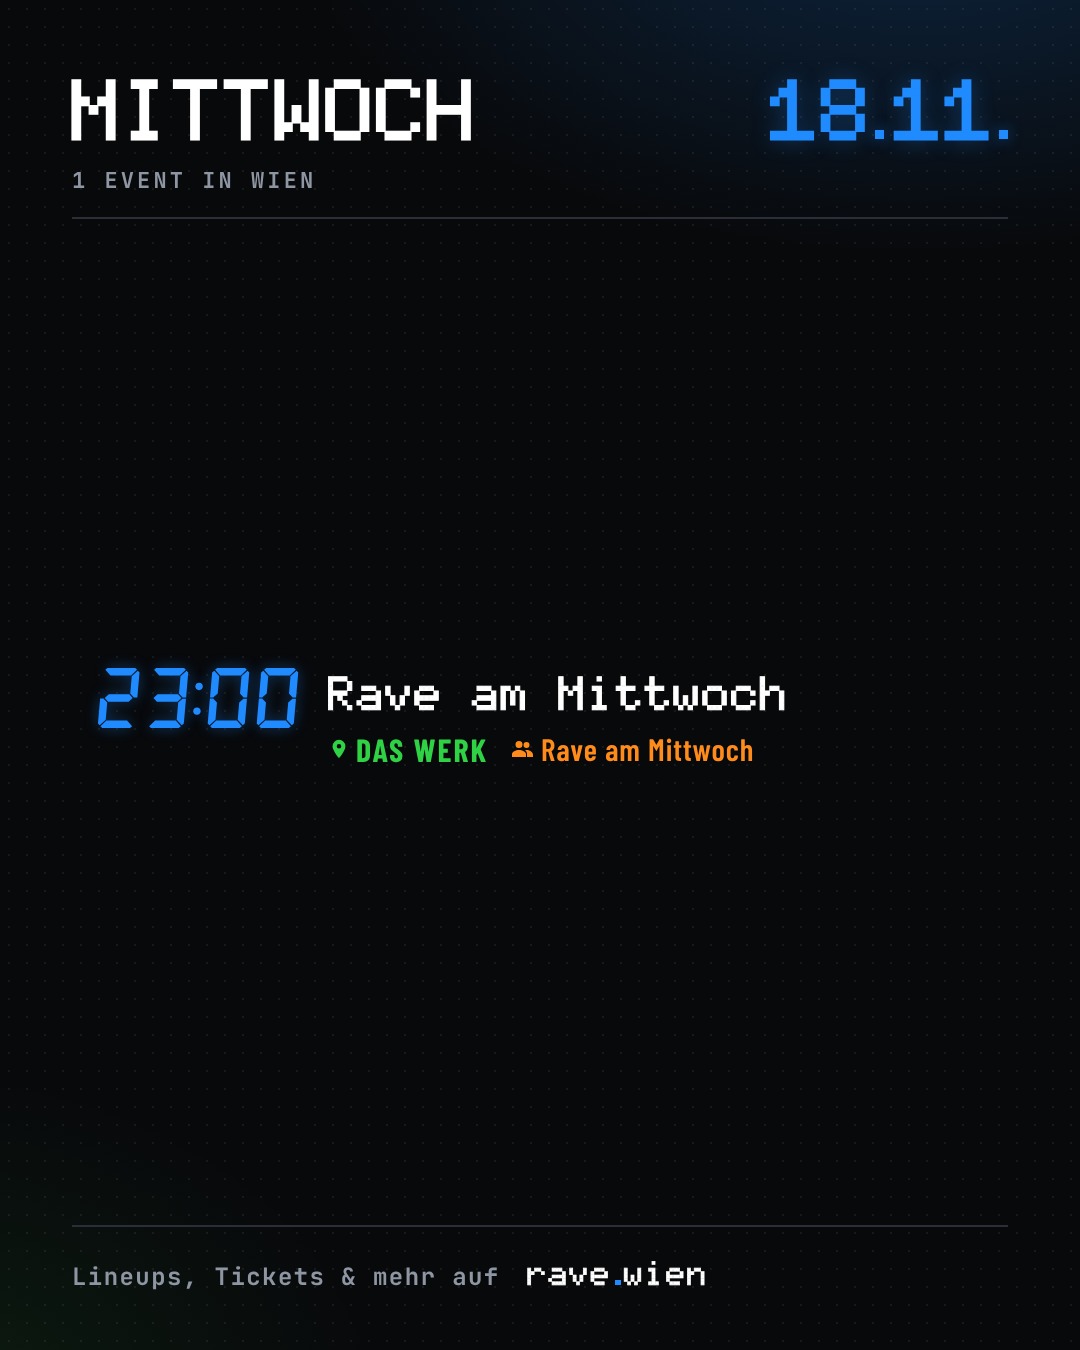 MITTWOCH 18.11.
1 EVENT IN WIEN
23:00 Rave am Mittwoch
DAS WERK Rave am Mittwoch
Lineups, Tickets & mehr auf rave.wien